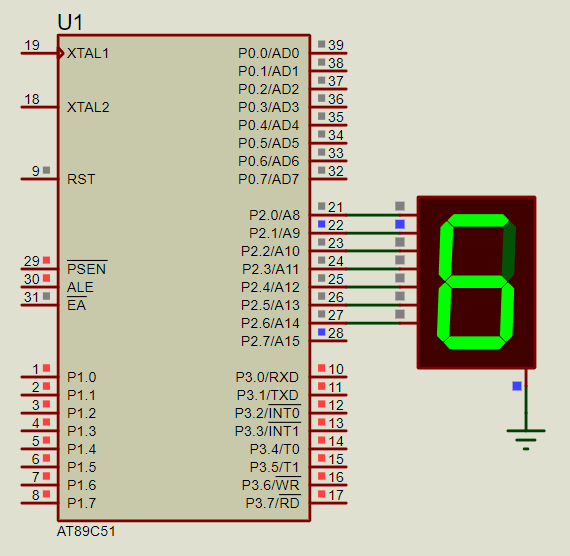 U1
19 XTAL1
18 XTAL2
9 RST
29 PSEN
30 ALE
31 EA
1 P1.0
2 P1.1
3 P1.2
4 P1.3
5 P1.4
6 P1.5
7 P1.6
8 P1.7
P0.0/AD0 39
P0.1/AD1 38
P0.2/AD2 37
P0.3/AD3 36
P0.4/AD4 35
P0.5/AD5 34
P0.6/AD6 33
P0.7/AD7 32
P2.0/A8 21
P2.1/A9 22
P2.2/A10 23
P2.3/A11 24
P2.4/A12 25
P2.5/A13 26
P2.6/A14 27
P2.7/A15 28
P3.0/RXD 10
P3.1/TXD 11
P3.2/INT0 12
P3.3/INT1 13
P3.4/T0 14
P3.5/T1 15
P3.6/WR 16
P3.7/RD 17
6
AT89C51